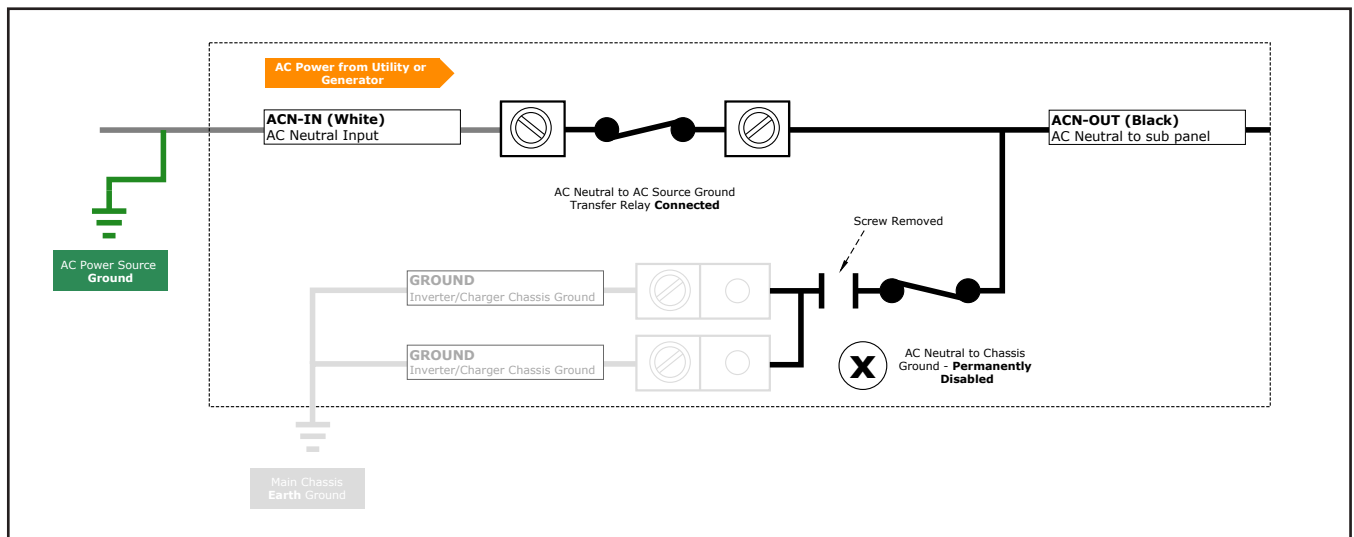 AC Power from Utility or
Generator
ACN-IN (White)
AC Neutral Input
ACN-OUT (Black)
AC Neutral to sub panel
AC Neutral to AC Source Ground
Transfer Relay Connected
Screw Removed
AC Power Source
Ground
GROUND
Inverter/Charger Chassis Ground
GROUND
Inverter/Charger Chassis Ground
X
AC Neutral to Chassis
Ground - Permanently
Disabled
Main Chassis
Earth Ground